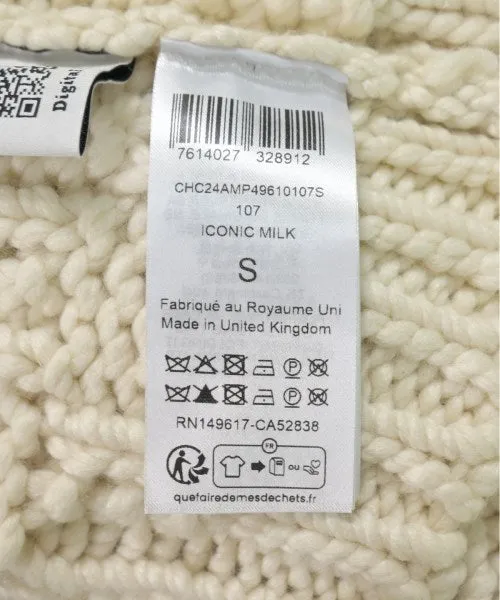 Digital
7614027 328912
CHC24AMP49610107S
107
ICONIC MILK
S
Fabriqué au Royaume Uni
Made in United Kingdom
RN149617-CA52838
FR
OU
quefairedemesdechets.fr